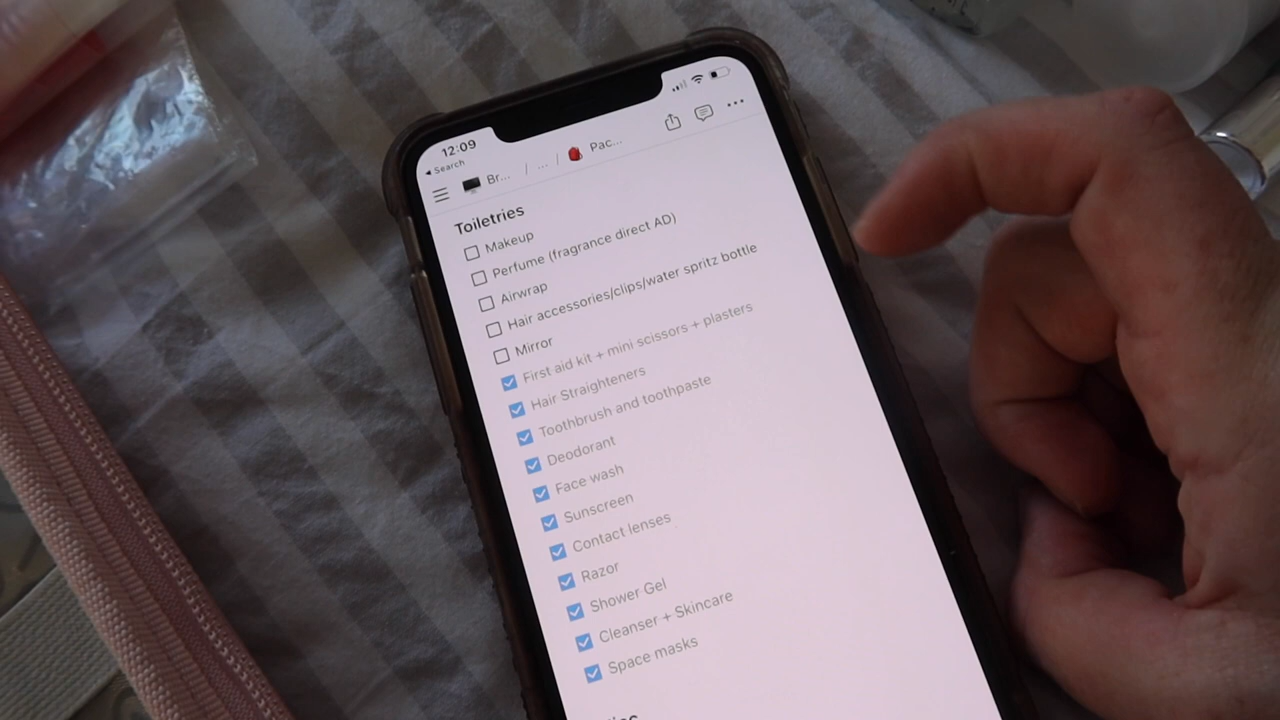 12:09
Search
Br... / ... / Pac...
Toiletries
Makeup
Perfume (fragrance direct AD)
Airwrap
Hair accessories/clips/water spritz bottle
Mirror
First aid kit + mini scissors + plasters
Hair Straighteners
Toothbrush and toothpaste
Deodorant
Face wash
Sunscreen
Contact lenses
Razor
Shower Gel
Cleanser + Skincare
Space masks